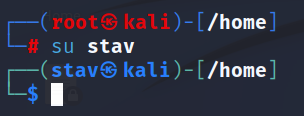 ┌──(root㉿kali)-[/home]
└─# su stav
┌──(stav㉿kali)-[/home]
└─$